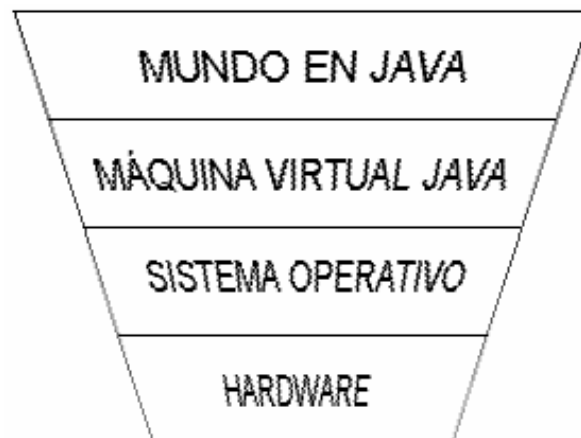 MUNDO EN JAVA
MÁQUINA VIRTUAL JAVA
SISTEMA OPERATIVO
HARDWARE